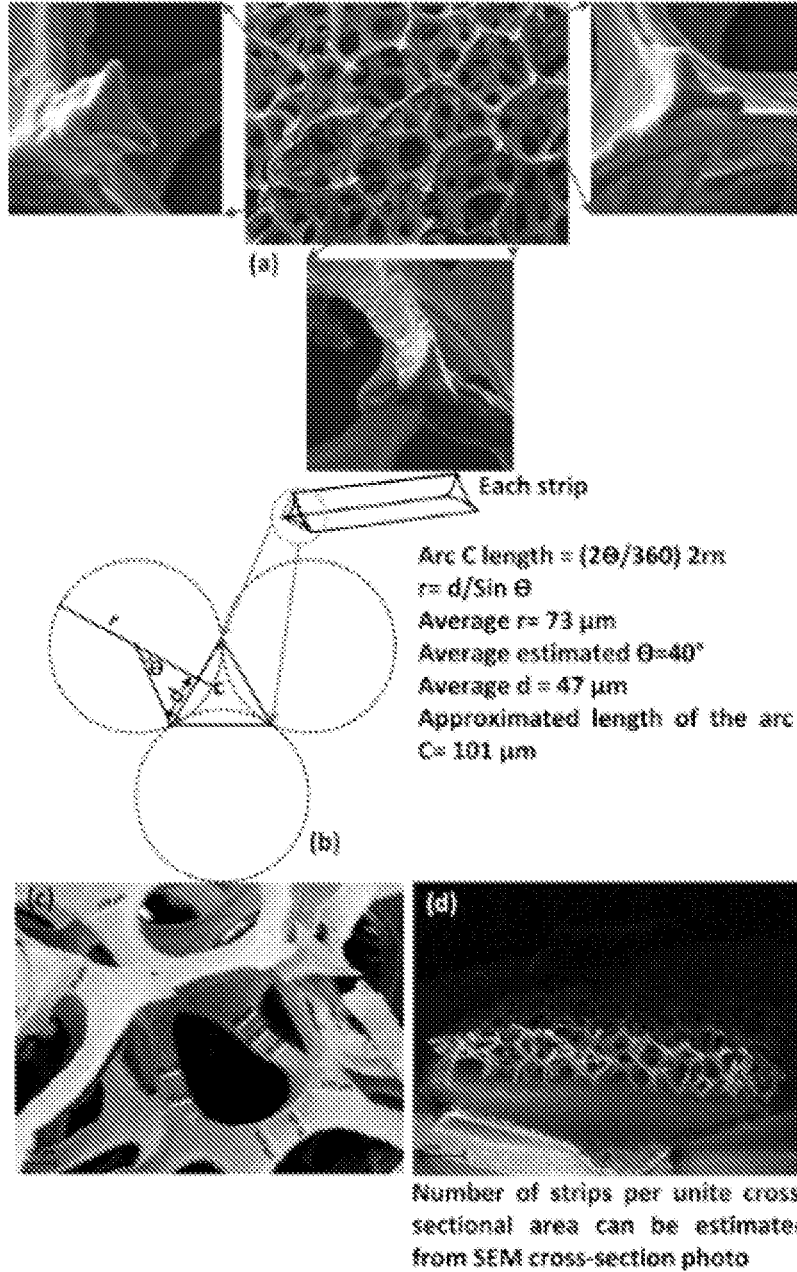 (a)
Each strip
Arc C length = (2Θ/360) 2rπ
r= d/Sin Θ
Average r= 73 μm
Average estimated Θ=40°
Average d = 47 μm
Approximated length of the arc
C= 101 μm
r
Θ
d
C
(b)
(c)
(d)
Number of strips per unite cross
sectional area can be estimate
from SEM cross-section photo